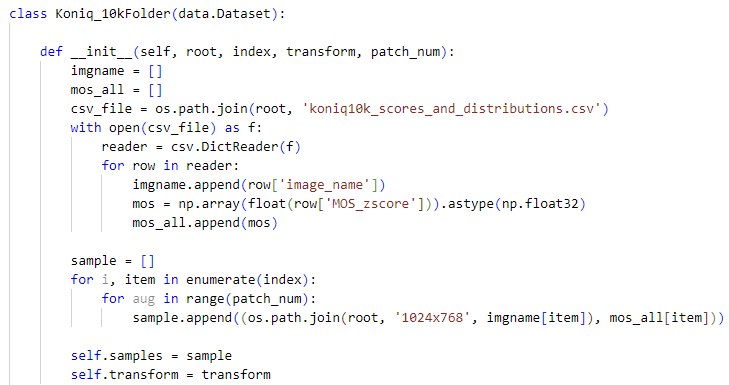 class Koniq_10kFolder(data.Dataset):

    def __init__(self, root, index, transform, patch_num):
        imgname = []
        mos_all = []
        csv_file = os.path.join(root, 'koniq10k_scores_and_distributions.csv')
        with open(csv_file) as f:
            reader = csv.DictReader(f)
            for row in reader:
                imgname.append(row['image_name'])
                mos = np.array(float(row['MOS_zscore'])).astype(np.float32)
                mos_all.append(mos)

        sample = []
        for i, item in enumerate(index):
            for aug in range(patch_num):
                sample.append((os.path.join(root, '1024x768', imgname[item]), mos_all[item]))

        self.samples = sample
        self.transform = transform